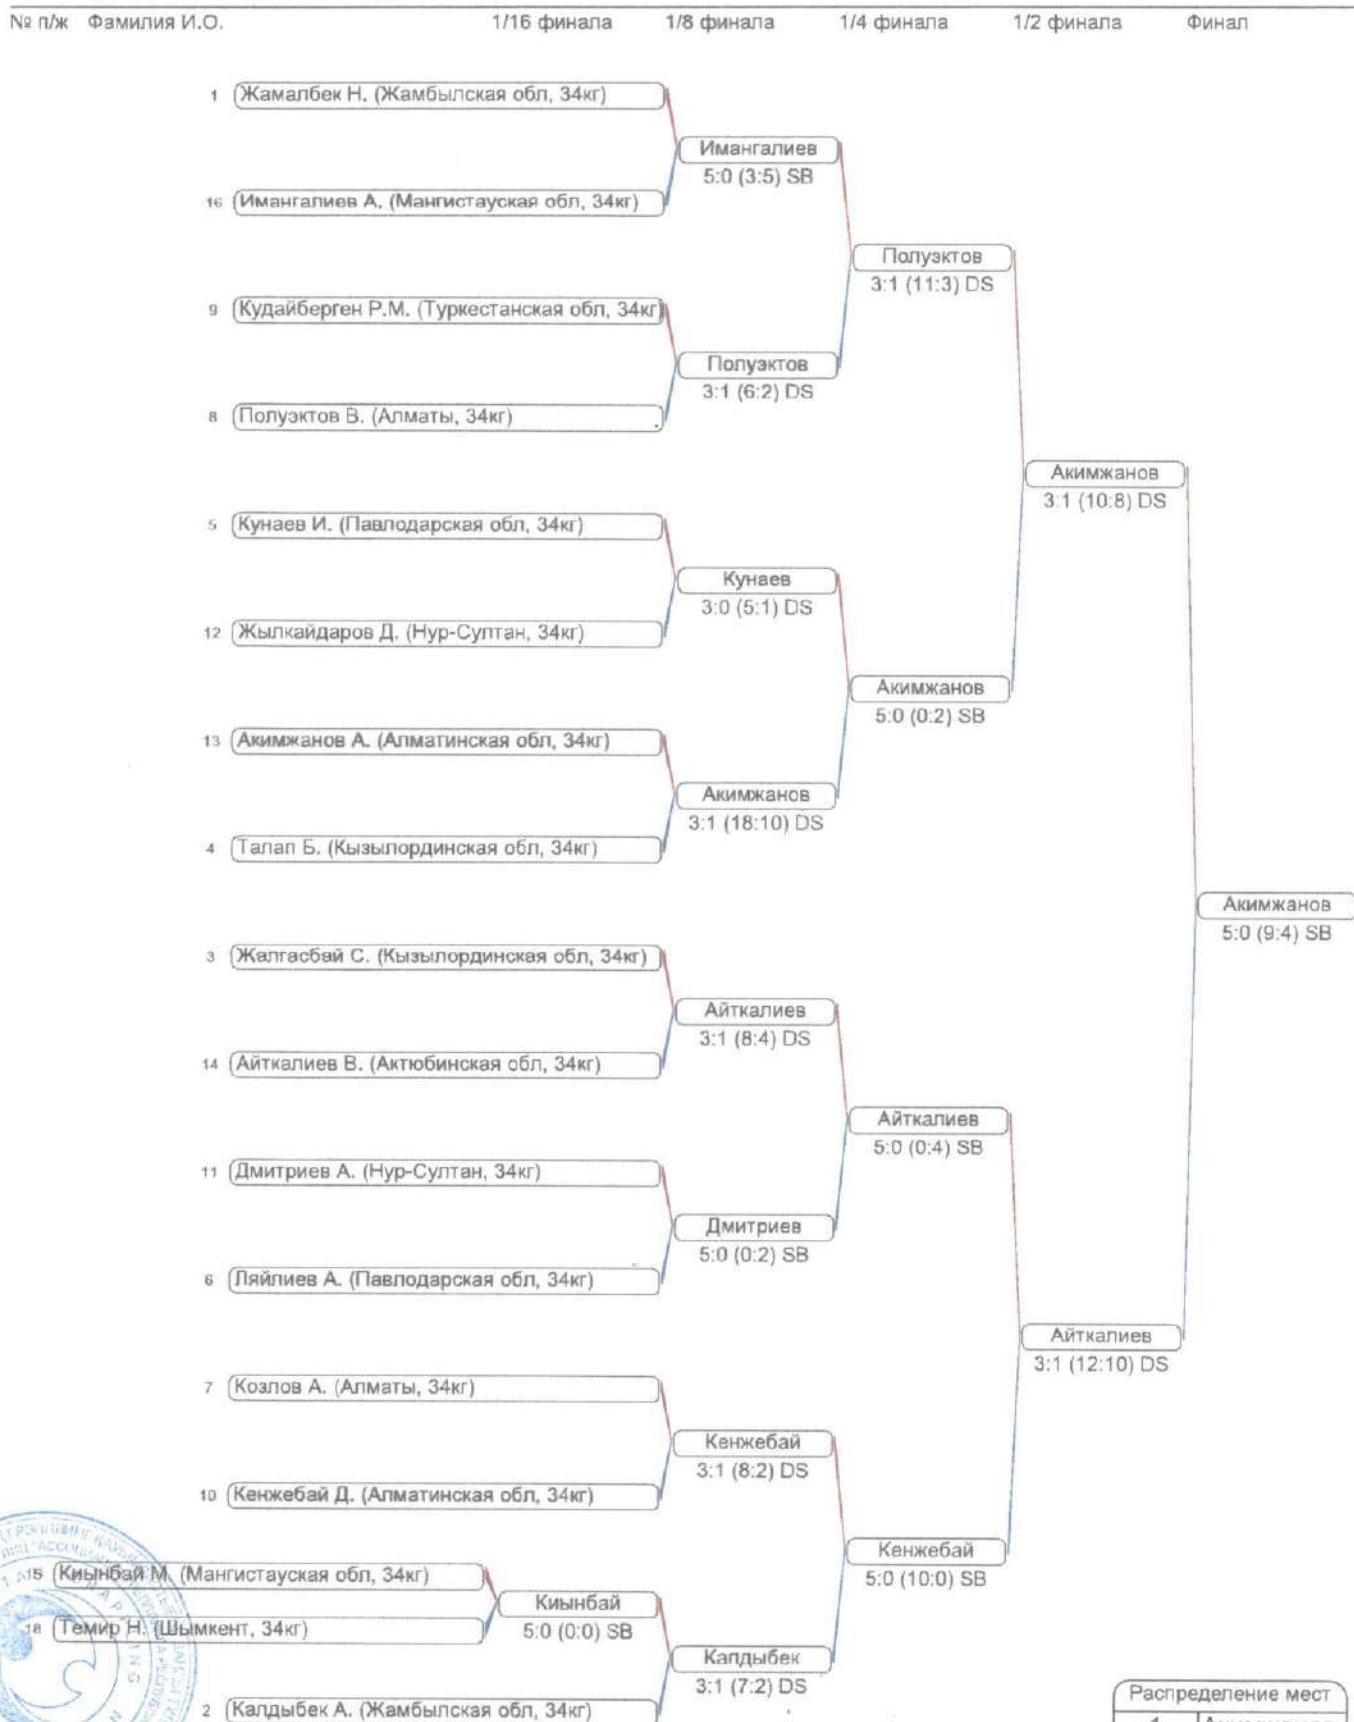 № п/ж Фамилия И.О. 1/16 финала 1/8 финала 1/4 финала 1/2 финала Финал
1 Жамалбек Н. (Жамбылская обл, 34кг)
Имангалиев
5:0 (3:5) SB
16 Имангалиев А. (Мангистауская обл, 34кг)
Полуэктов
3:1 (11:3) DS
9 Кудайберген Р.М. (Туркестанская обл, 34кг)
Полуэктов
3:1 (6:2) DS
8 Полуэктов В. (Алматы, 34кг)
Акимжанов
3:1 (10:8) DS
5 Кунаев И. (Павлодарская обл, 34кг)
Кунаев
3:0 (5:1) DS
12 Жылкайдаров Д. (Нур-Султан, 34кг)
Акимжанов
5:0 (0:2) SB
13 Акимжанов А. (Алматинская обл, 34кг)
Акимжанов
3:1 (18:10) DS
4 Талап Б. (Кызылординская обл, 34кг)
Акимжанов
5:0 (9:4) SB
3 Жалгасбай С. (Кызылординская обл, 34кг)
Айткалиев
3:1 (8:4) DS
14 Айткалиев В. (Актюбинская обл, 34кг)
Айткалиев
5:0 (0:4) SB
11 Дмитриев А. (Нур-Султан, 34кг)
Дмитриев
5:0 (0:2) SB
6 Ляйлиев А. (Павлодарская обл, 34кг)
Айткалиев
3:1 (12:10) DS
7 Козлов А. (Алматы, 34кг)
Кенжебай
3:1 (8:2) DS
10 Кенжебай Д. (Алматинская обл, 34кг)
Кенжебай
5:0 (10:0) SB
15 Киынбай М. (Мангистауская обл, 34кг)
Киынбай
5:0 (0:0) SB
18 Темир Н. (Шымкент, 34кг)
Калдыбек
3:1 (7:2) DS
2 Калдыбек А. (Жамбылская обл, 34кг)
Распределение мест